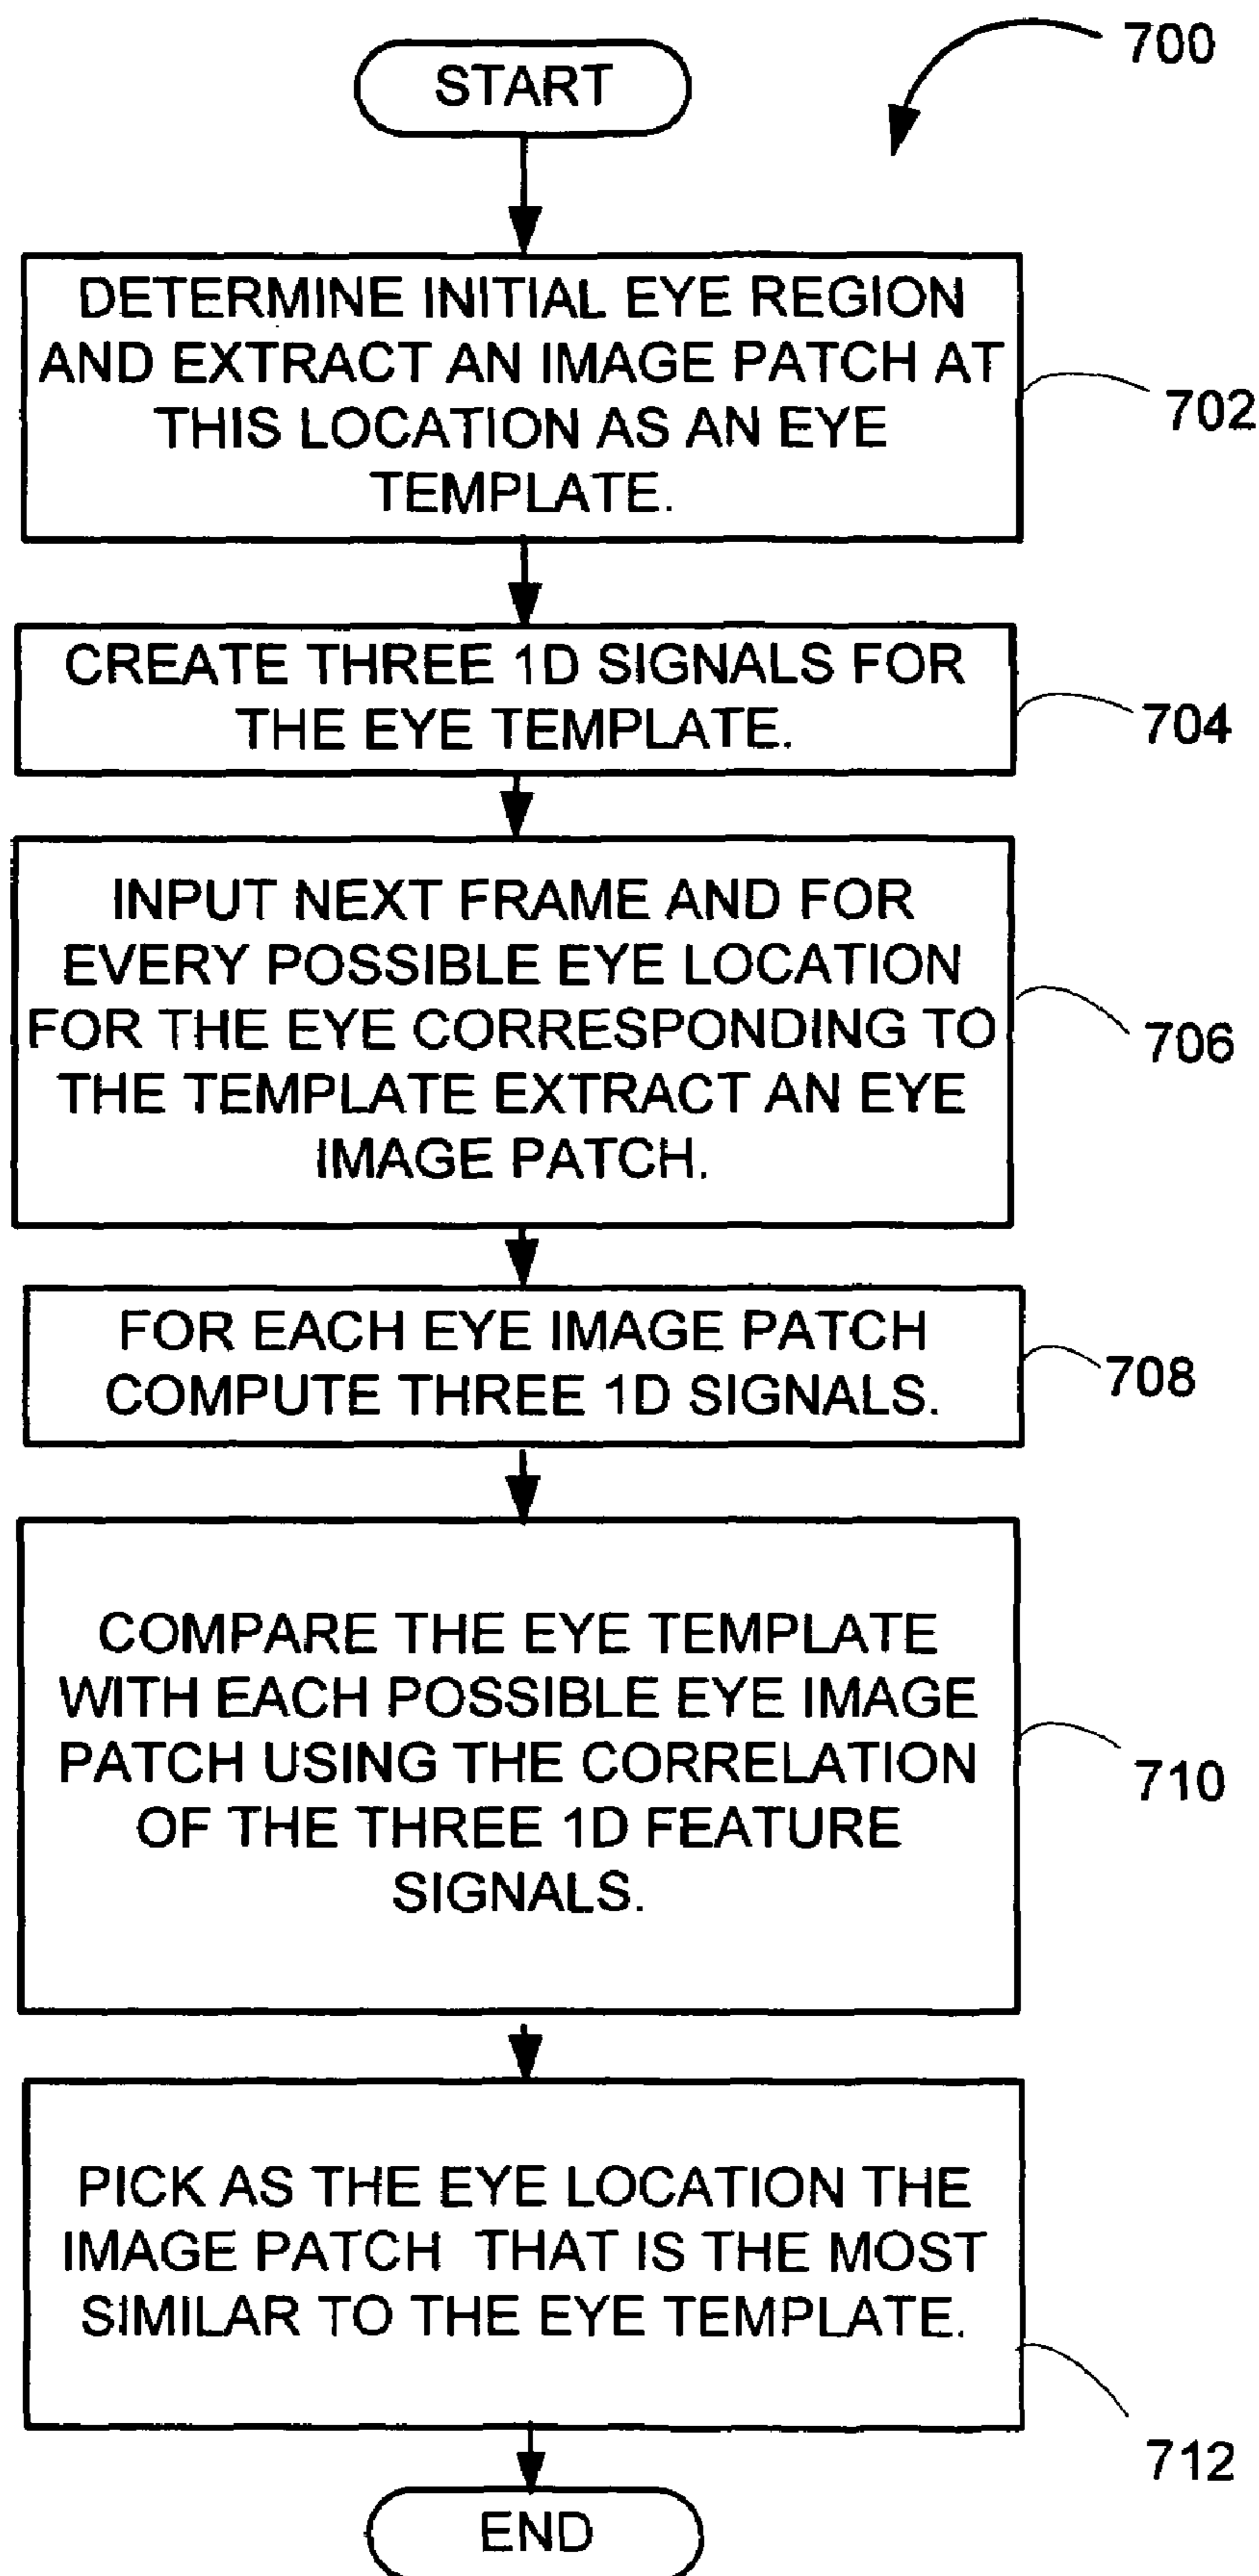 START
700
DETERMINE INITIAL EYE REGION
AND EXTRACT AN IMAGE PATCH AT
THIS LOCATION AS AN EYE
TEMPLATE.
702
CREATE THREE 1D SIGNALS FOR
THE EYE TEMPLATE.
704
INPUT NEXT FRAME AND FOR
EVERY POSSIBLE EYE LOCATION
FOR THE EYE CORRESPONDING TO
THE TEMPLATE EXTRACT AN EYE
IMAGE PATCH.
706
FOR EACH EYE IMAGE PATCH
COMPUTE THREE 1D SIGNALS.
708
COMPARE THE EYE TEMPLATE
WITH EACH POSSIBLE EYE IMAGE
PATCH USING THE CORRELATION
OF THE THREE 1D FEATURE
SIGNALS.
710
PICK AS THE EYE LOCATION THE
IMAGE PATCH THAT IS THE MOST
SIMILAR TO THE EYE TEMPLATE.
712
END